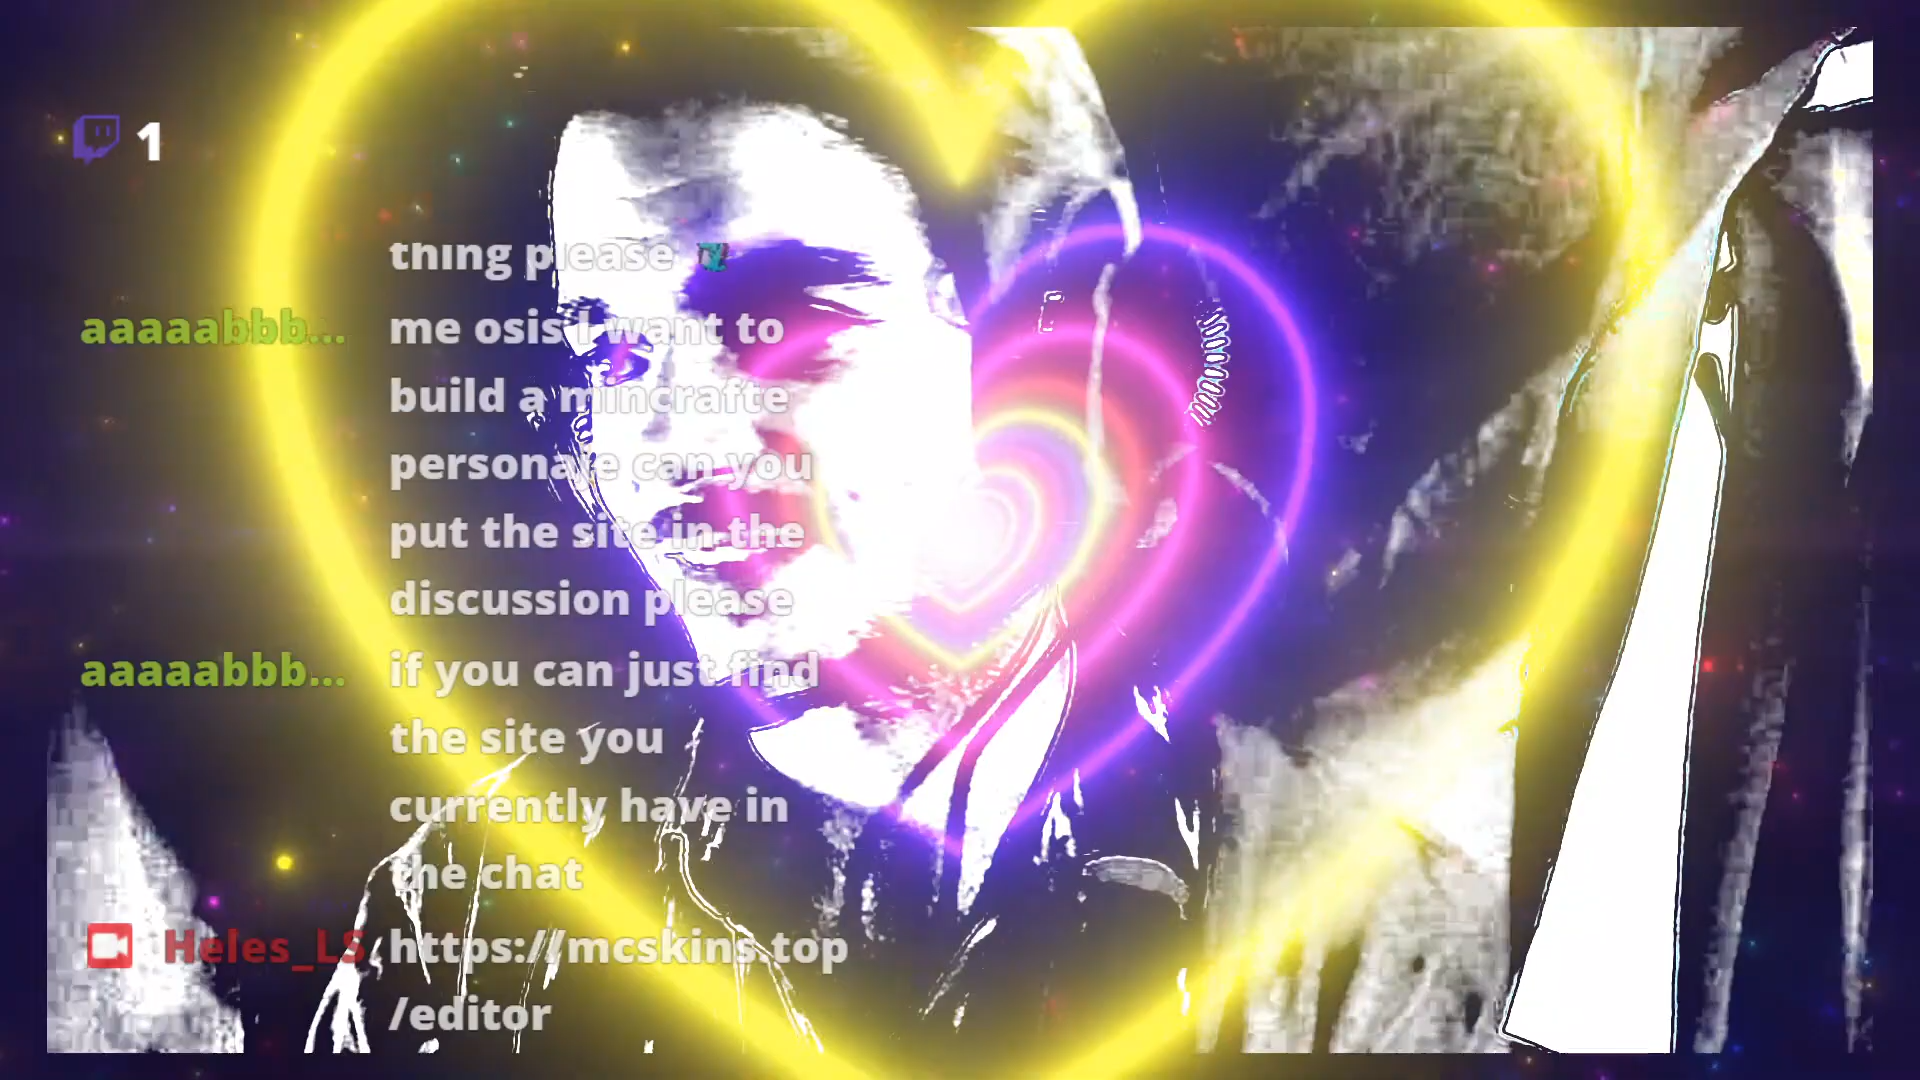 1
thing please
aaaaabbb... me osis I want to
build a mincrafte
personaje can you
put the site in the
discussion please
aaaaabbb... if you can just find
the site you
currently have in
the chat
Heles_LS https://mcskins.top
/editor